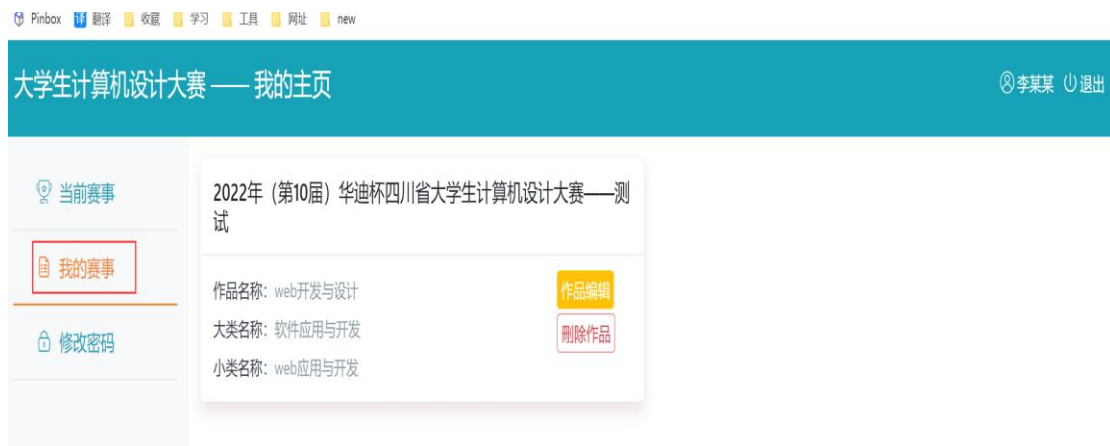 Pinbox 译 翻译 收藏 学习 工具 网址 new
大学生计算机设计大赛 —— 我的主页 李某某 退出
当前赛事
我的赛事
修改密码
2022年（第10届）华迪杯四川省大学生计算机设计大赛——测
试
作品名称：web开发与设计 作品编辑
大类名称：软件应用与开发 删除作品
小类名称：web应用与开发